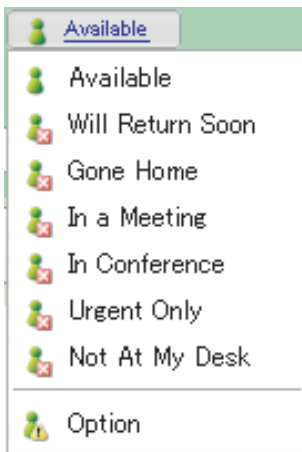 Available
Available
Will Return Soon
Gone Home
In a Meeting
In Conference
Urgent Only
Not At My Desk
Option